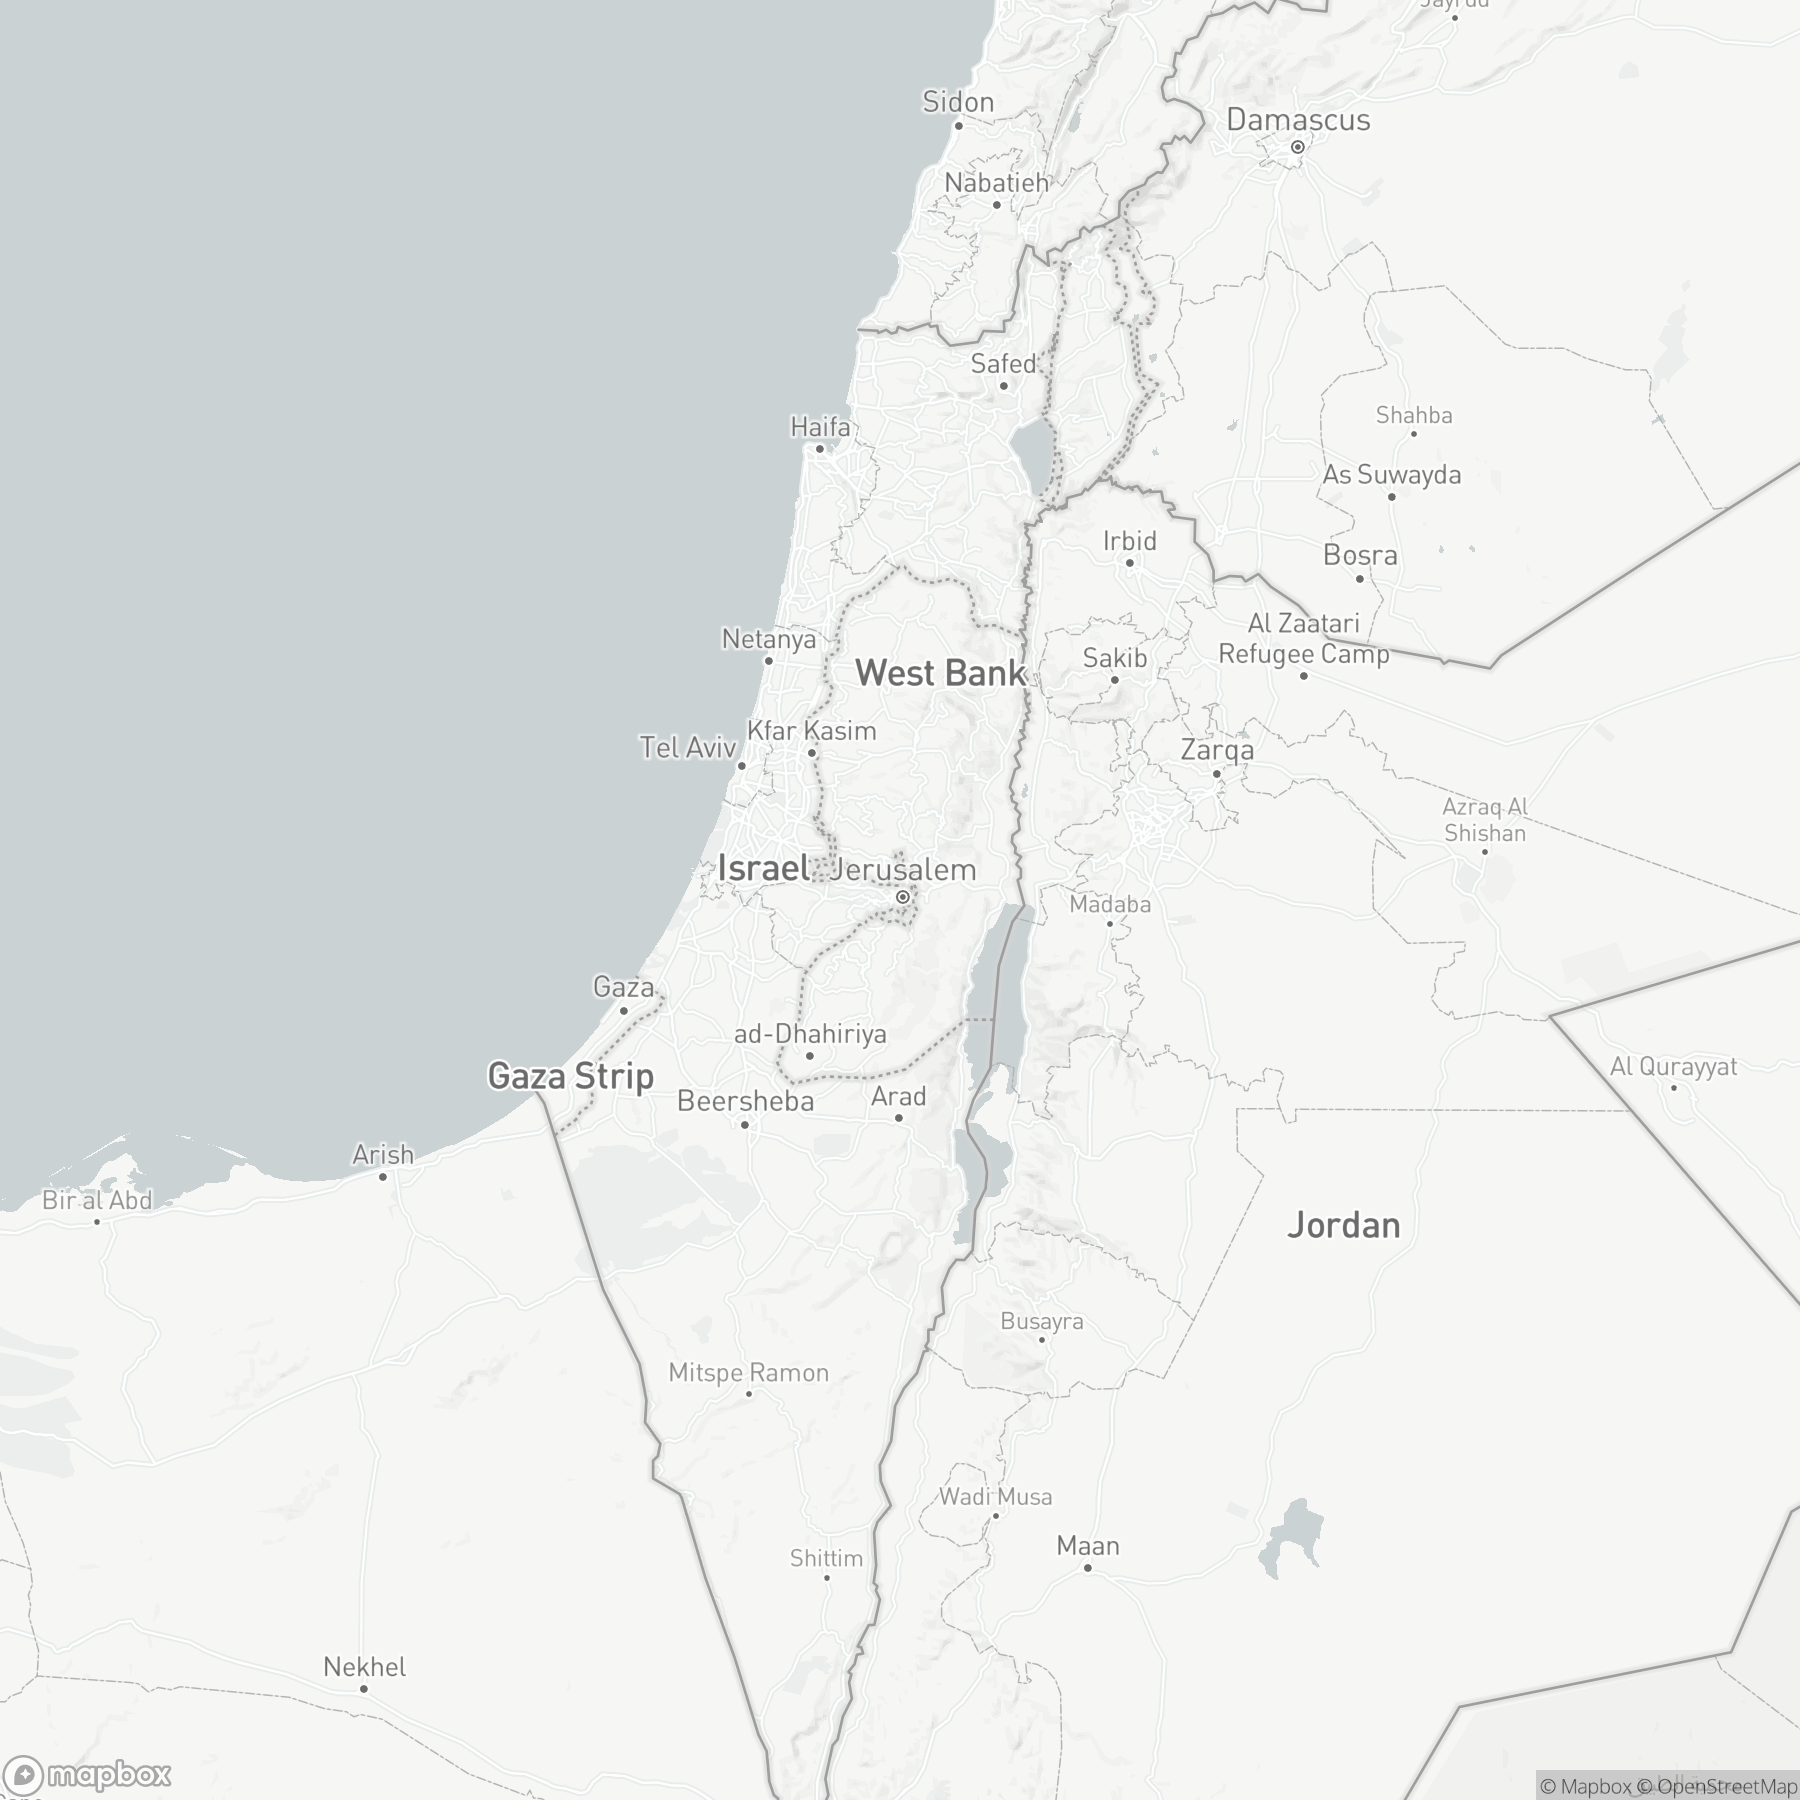 Jayrud
Sidon
Damascus
Nabatieh
Safed
Shahba
Haifa
As Suwayda
Irbid
Bosra
Al Zaatari
Refugee Camp
Netanya
West Bank
Sakib
Kfar Kasim
Tel Aviv
Zarqa
Azraq Al
Shishan
Israel
Jerusalem
Madaba
Gaza
ad-Dhahiriya
Gaza Strip
Al Qurayyat
Beersheba
Arad
Arish
Bir al Abd
Jordan
Busayra
Mitspe Ramon
Wadi Musa
Maan
Shittim
Nekhel
mapbox
© Mapbox © OpenStreetMap